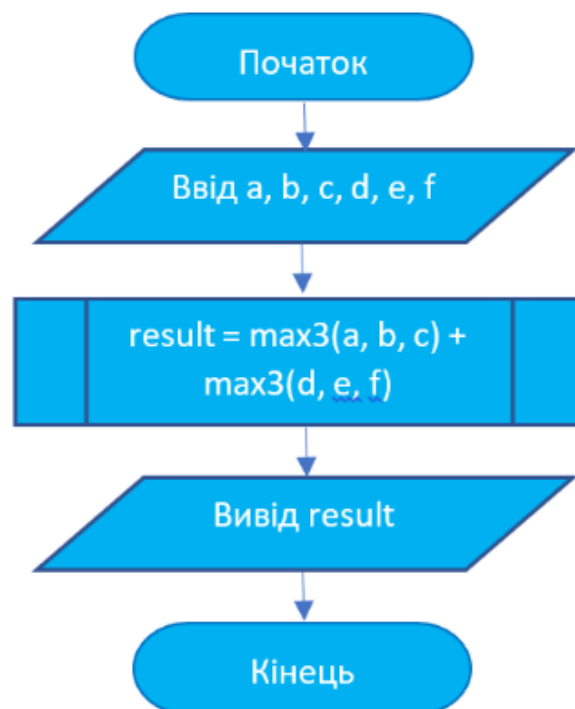 Початок
Ввід a, b, c, d, e, f
result = max3(a, b, c) +
max3(d, e, f)
Вивід result
Кінець